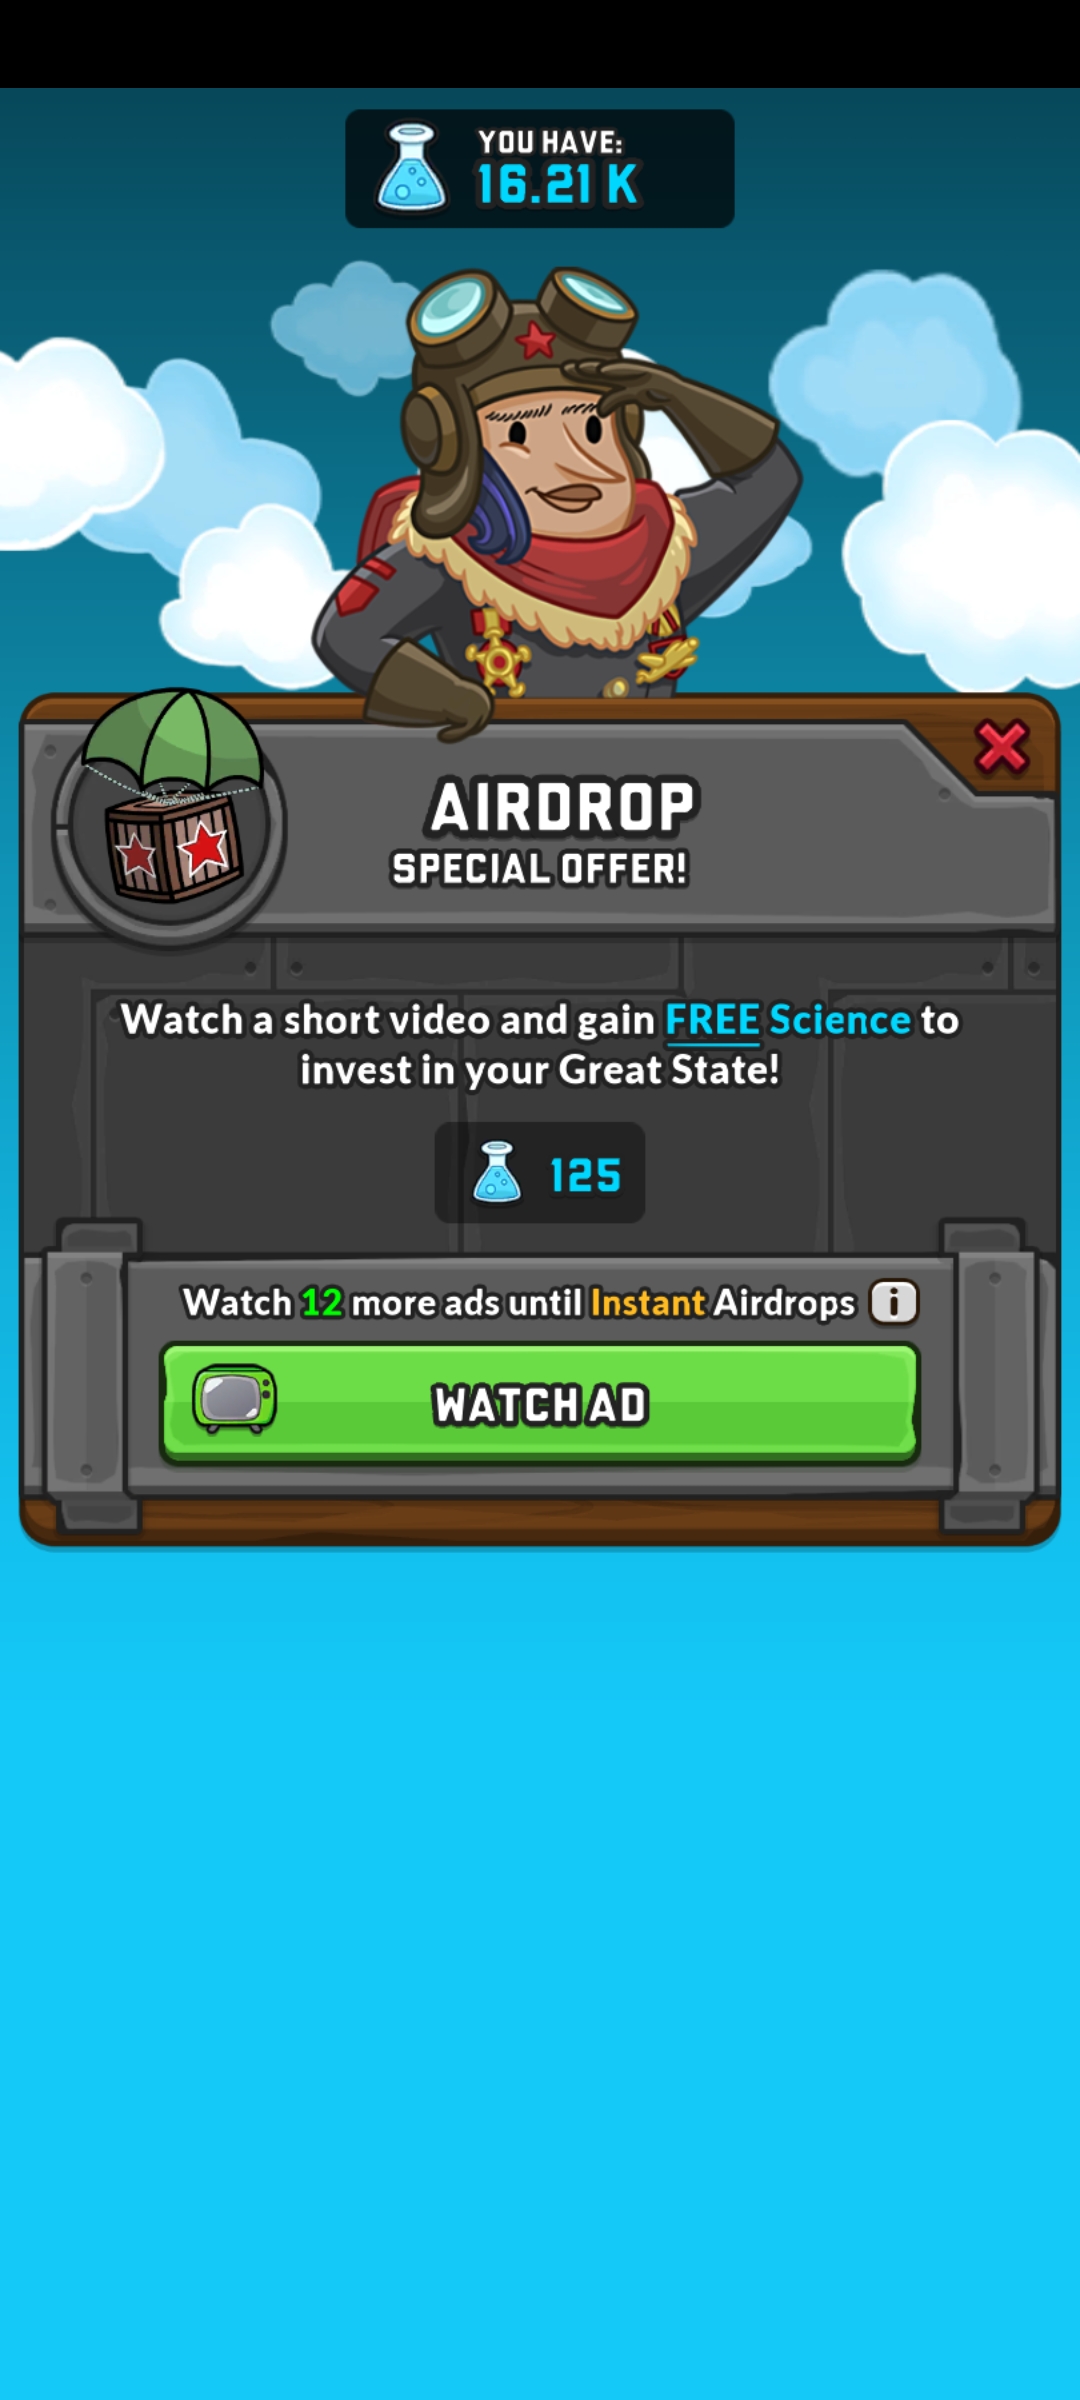 YOU HAVE:
16.21 K
AIRDROP
SPECIAL OFFER!
Watch a short video and gain FREE Science to
invest in your Great State!
125
Watch 12 more ads until Instant Airdrops i
WATCH AD